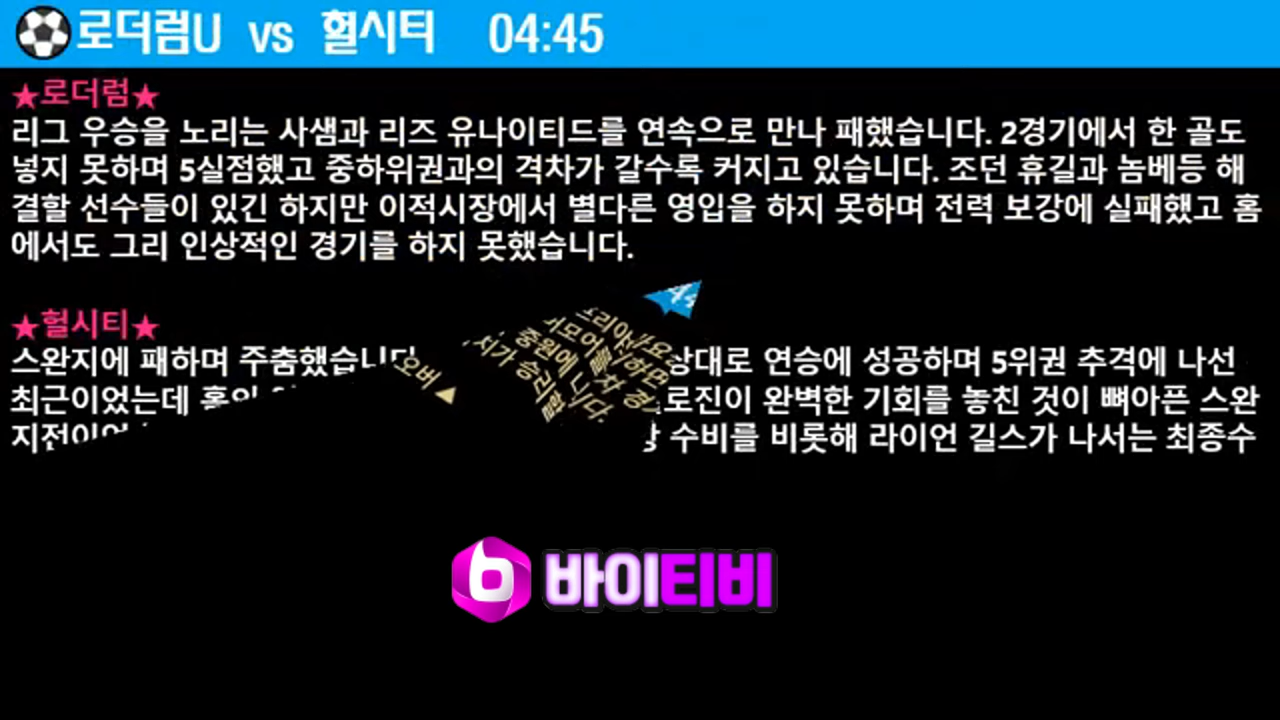 로더럼U vs 헐시티 04:45
★로더럼★
리그 우승을 노리는 사샘과 리즈 유나이티드를 연속으로 만나 패했습니다. 2경기에서 한 골도
넣지 못하며 5실점했고 중하위권과의 격차가 갈수록 커지고 있습니다. 조던 휴길과 놈베등 해
결할 선수들이 있긴 하지만 이적시장에서 별다른 영입을 하지 못하며 전력 보강에 실패했고 홈
에서도 그리 인상적인 경기를 하지 못했습니다.
★헐시티★
스완지에 패하며 주춤했습니다 상대로 연승에 성공하며 5위권 추격에 나선
최근이었는데 완벽한 기회를 놓친 것이 뼈아픈 스완
수비를 비롯해 라이언 길스가 나서는 최종수
오버▲
중원에
승리할
니다.
바이티비